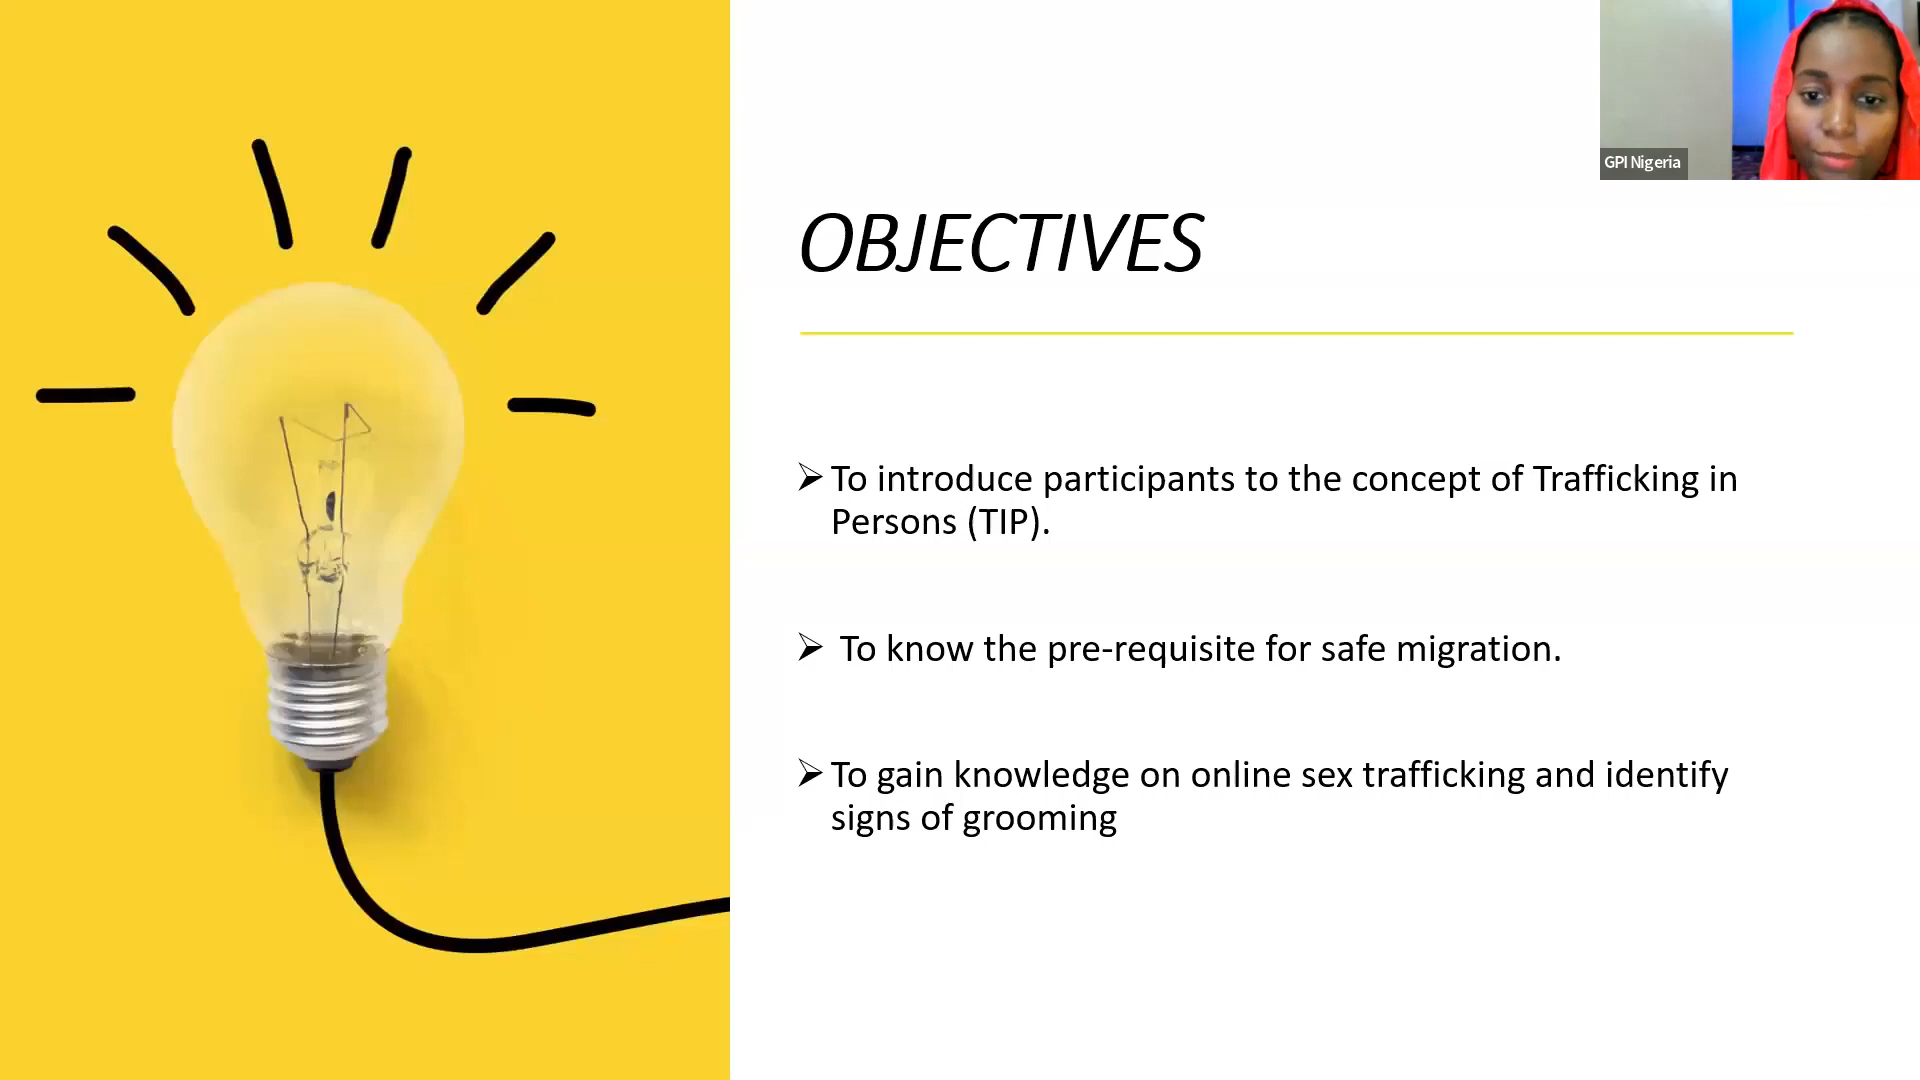 GPI Nigeria
OBJECTIVES
➢ To introduce participants to the concept of Trafficking in
Persons (TIP).
➢ To know the pre-requisite for safe migration.
➢ To gain knowledge on online sex trafficking and identify
signs of grooming